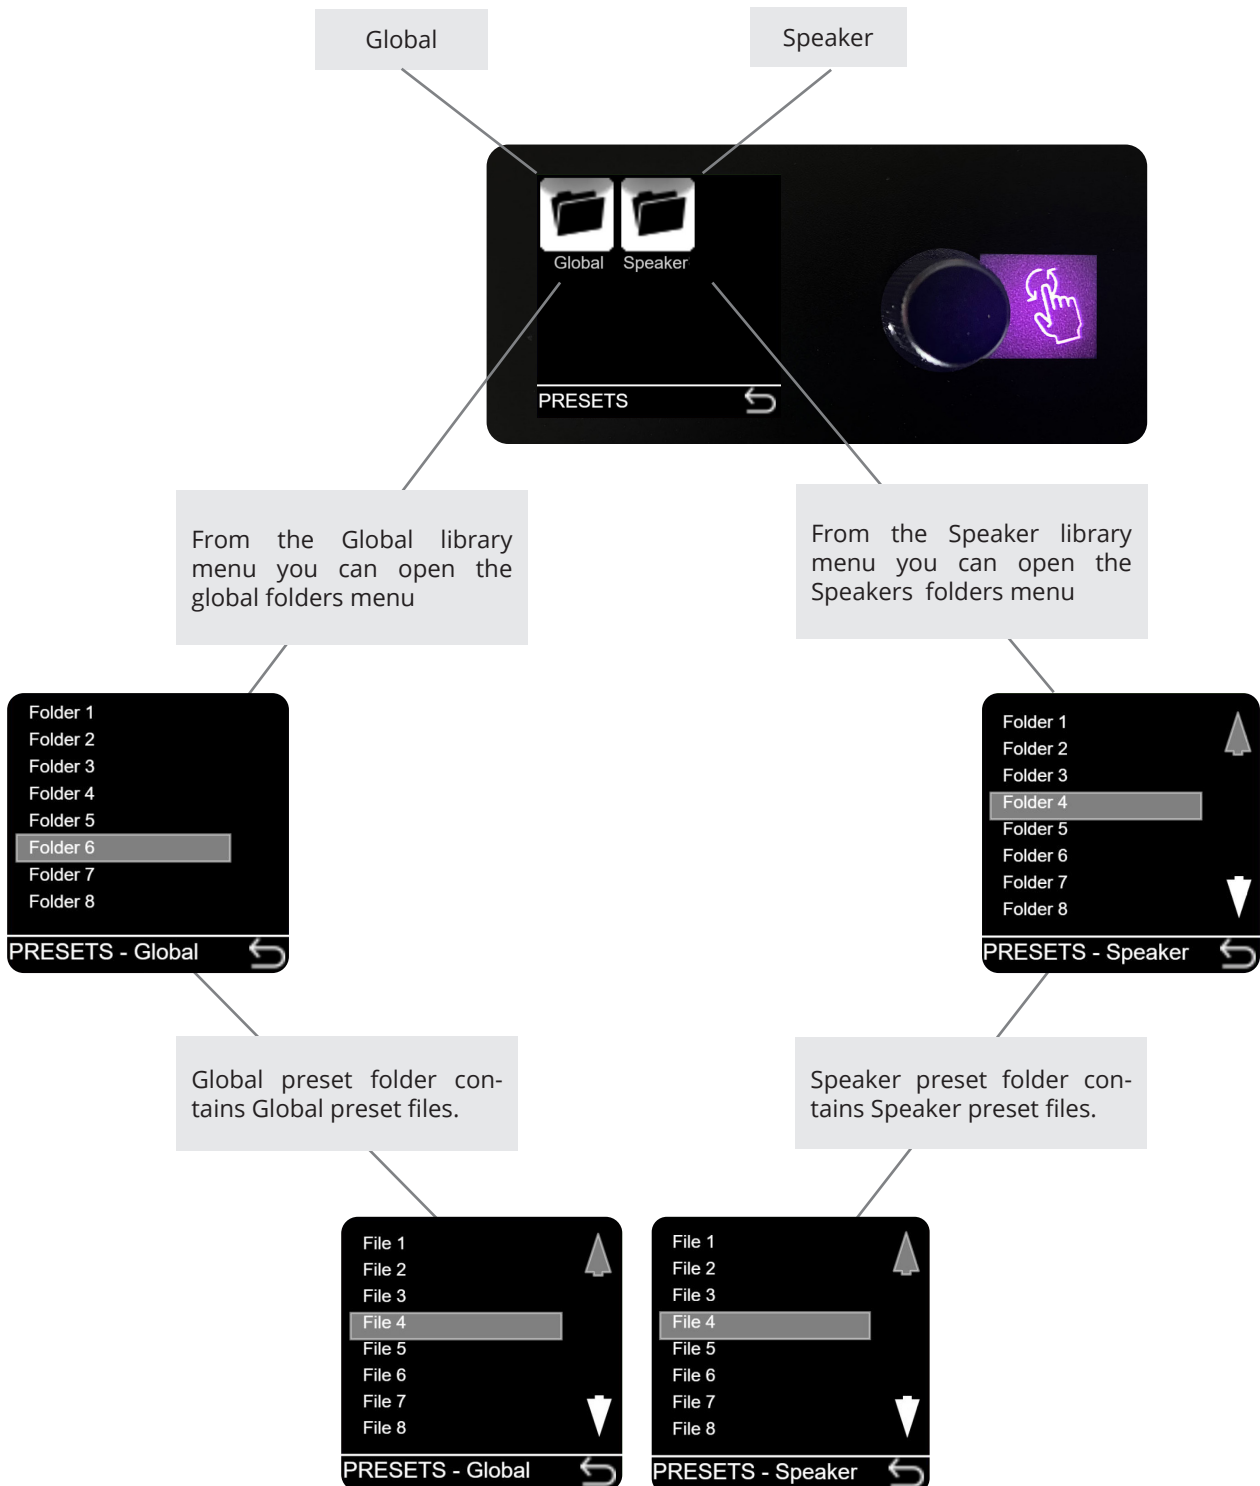 Global
Speaker
Global
Speaker
PRESETS
From the Global library
menu you can open the
global folders menu
From the Speaker library
menu you can open the
Speakers folders menu
Folder 1
Folder 2
Folder 3
Folder 4
Folder 5
Folder 6
Folder 7
Folder 8
PRESETS - Global
Folder 1
Folder 2
Folder 3
Folder 4
Folder 5
Folder 6
Folder 7
Folder 8
PRESETS - Speaker
Global preset folder con-
tains Global preset files.
Speaker preset folder con-
tains Speaker preset files.
File 1
File 2
File 3
File 4
File 5
File 6
File 7
File 8
PRESETS - Global
File 1
File 2
File 3
File 4
File 5
File 6
File 7
File 8
PRESETS - Speaker